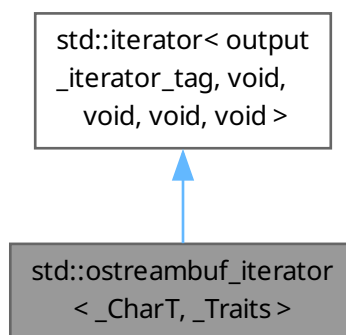 std::iterator< output
_iterator_tag, void,
void, void, void >
std::ostreambuf_iterator
< _CharT, _Traits >